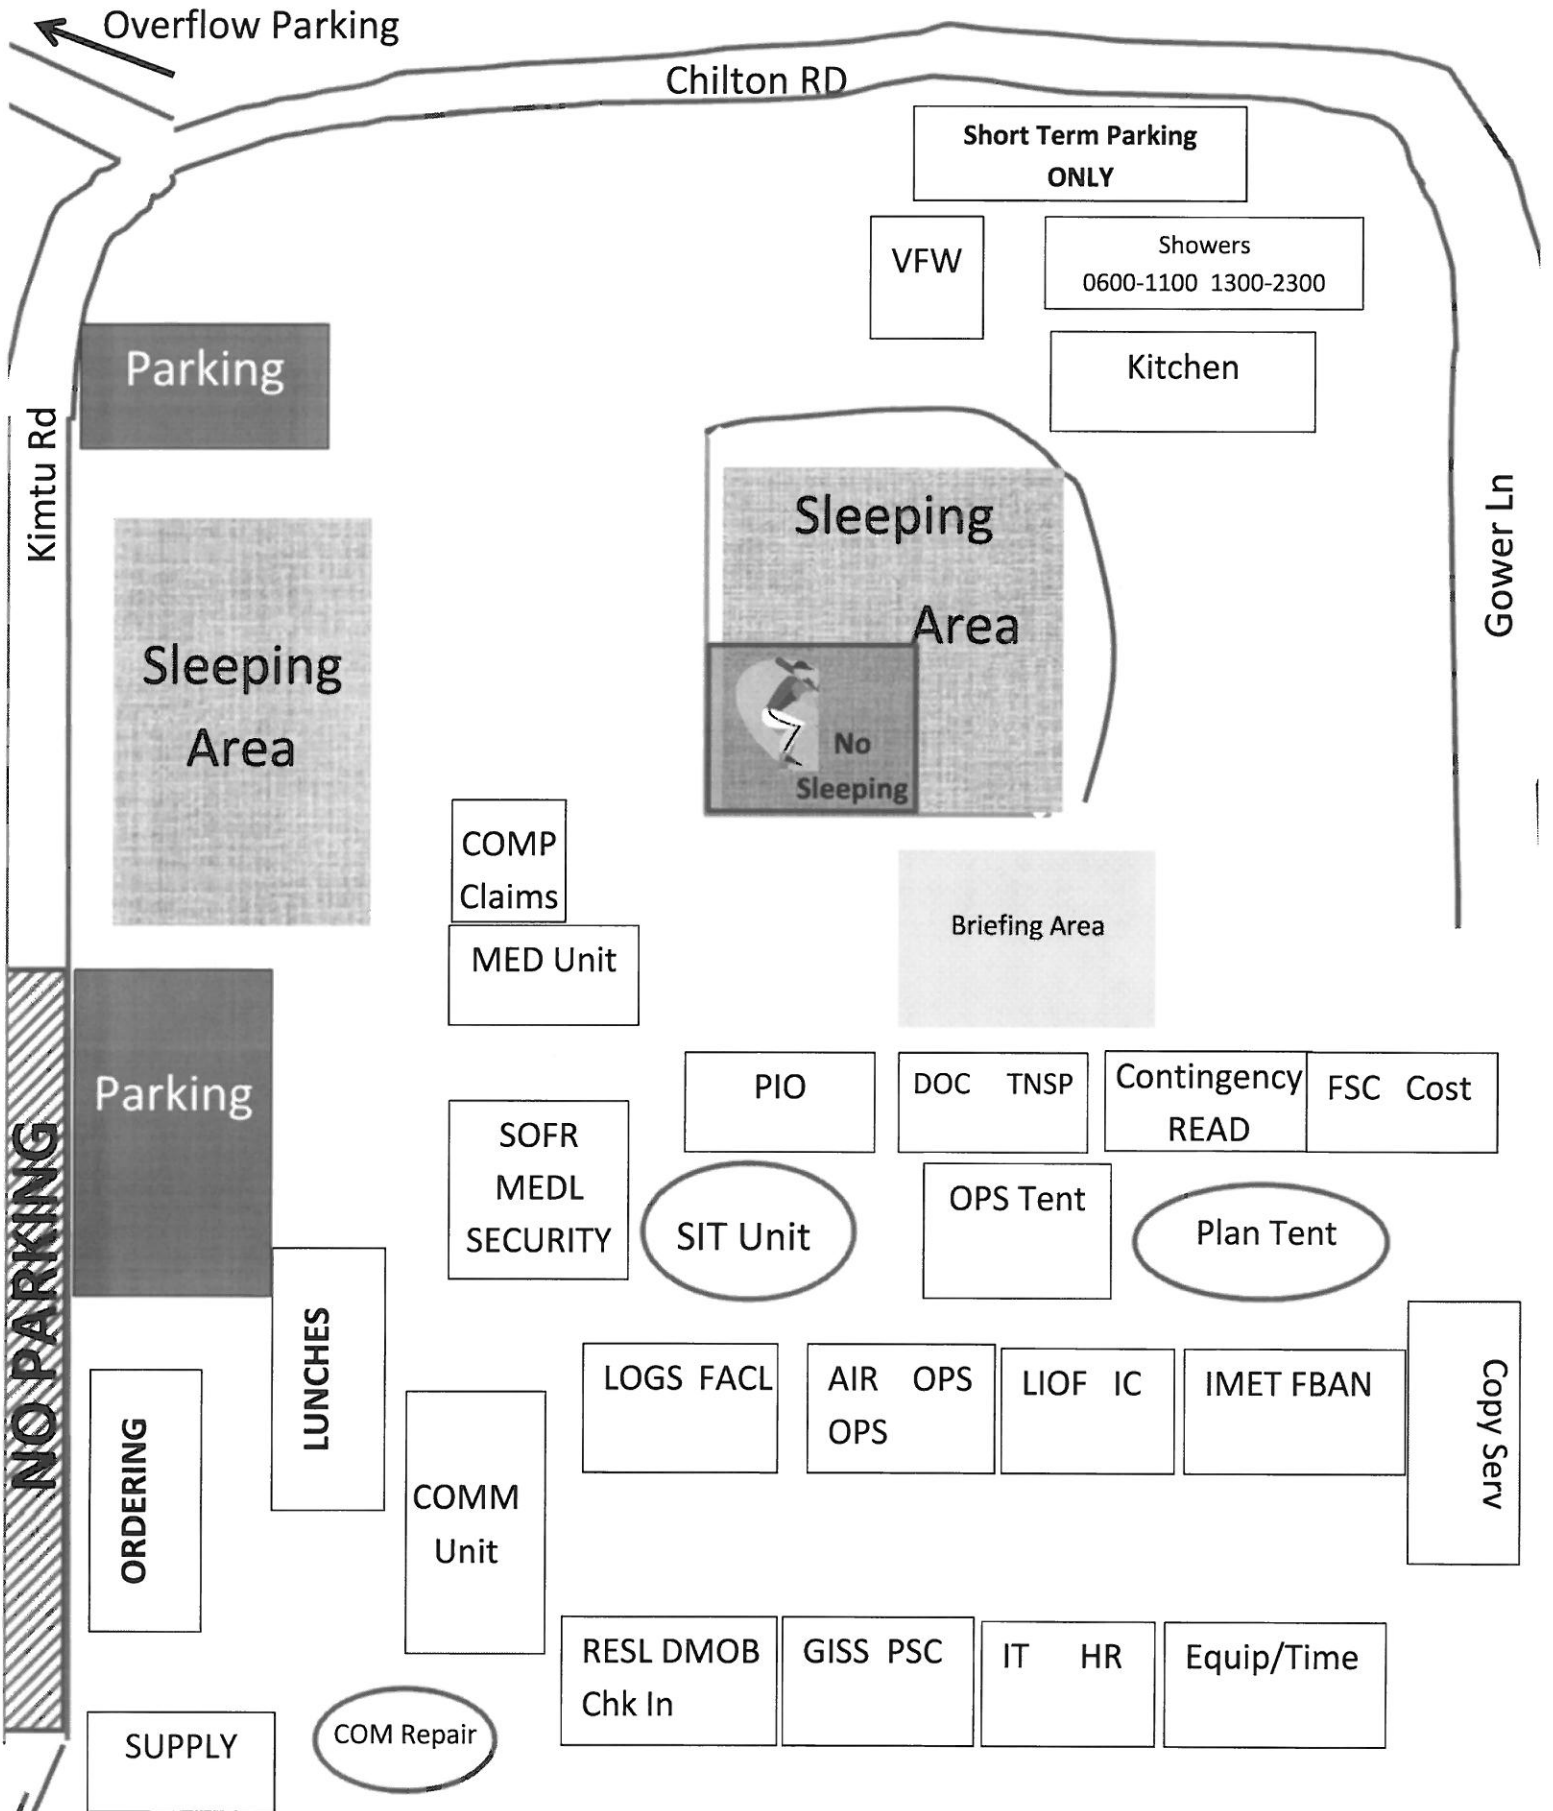 Overflow Parking
Chilton RD
Short Term Parking
ONLY
VFW
Showers
0600-1100 1300-2300
Kitchen
Parking
Kimtu Rd
Sleeping
Area
Gower Ln
Sleeping
Area
No
Sleeping
COMP
Claims
MED Unit
Briefing Area
Parking
NO PARKING
PIO
DOC TNSP
Contingency
READ
FSC Cost
SOFR
MEDL
SECURITY
SIT Unit
OPS Tent
Plan Tent
LUNCHES
ORDERING
LOGS FACL
AIR OPS
OPS
LIOF IC
IMET FBAN
Copy Serv
COMM
Unit
RESL DMOB
Chk In
GISS PSC
IT HR
Equip/Time
SUPPLY
COM Repair